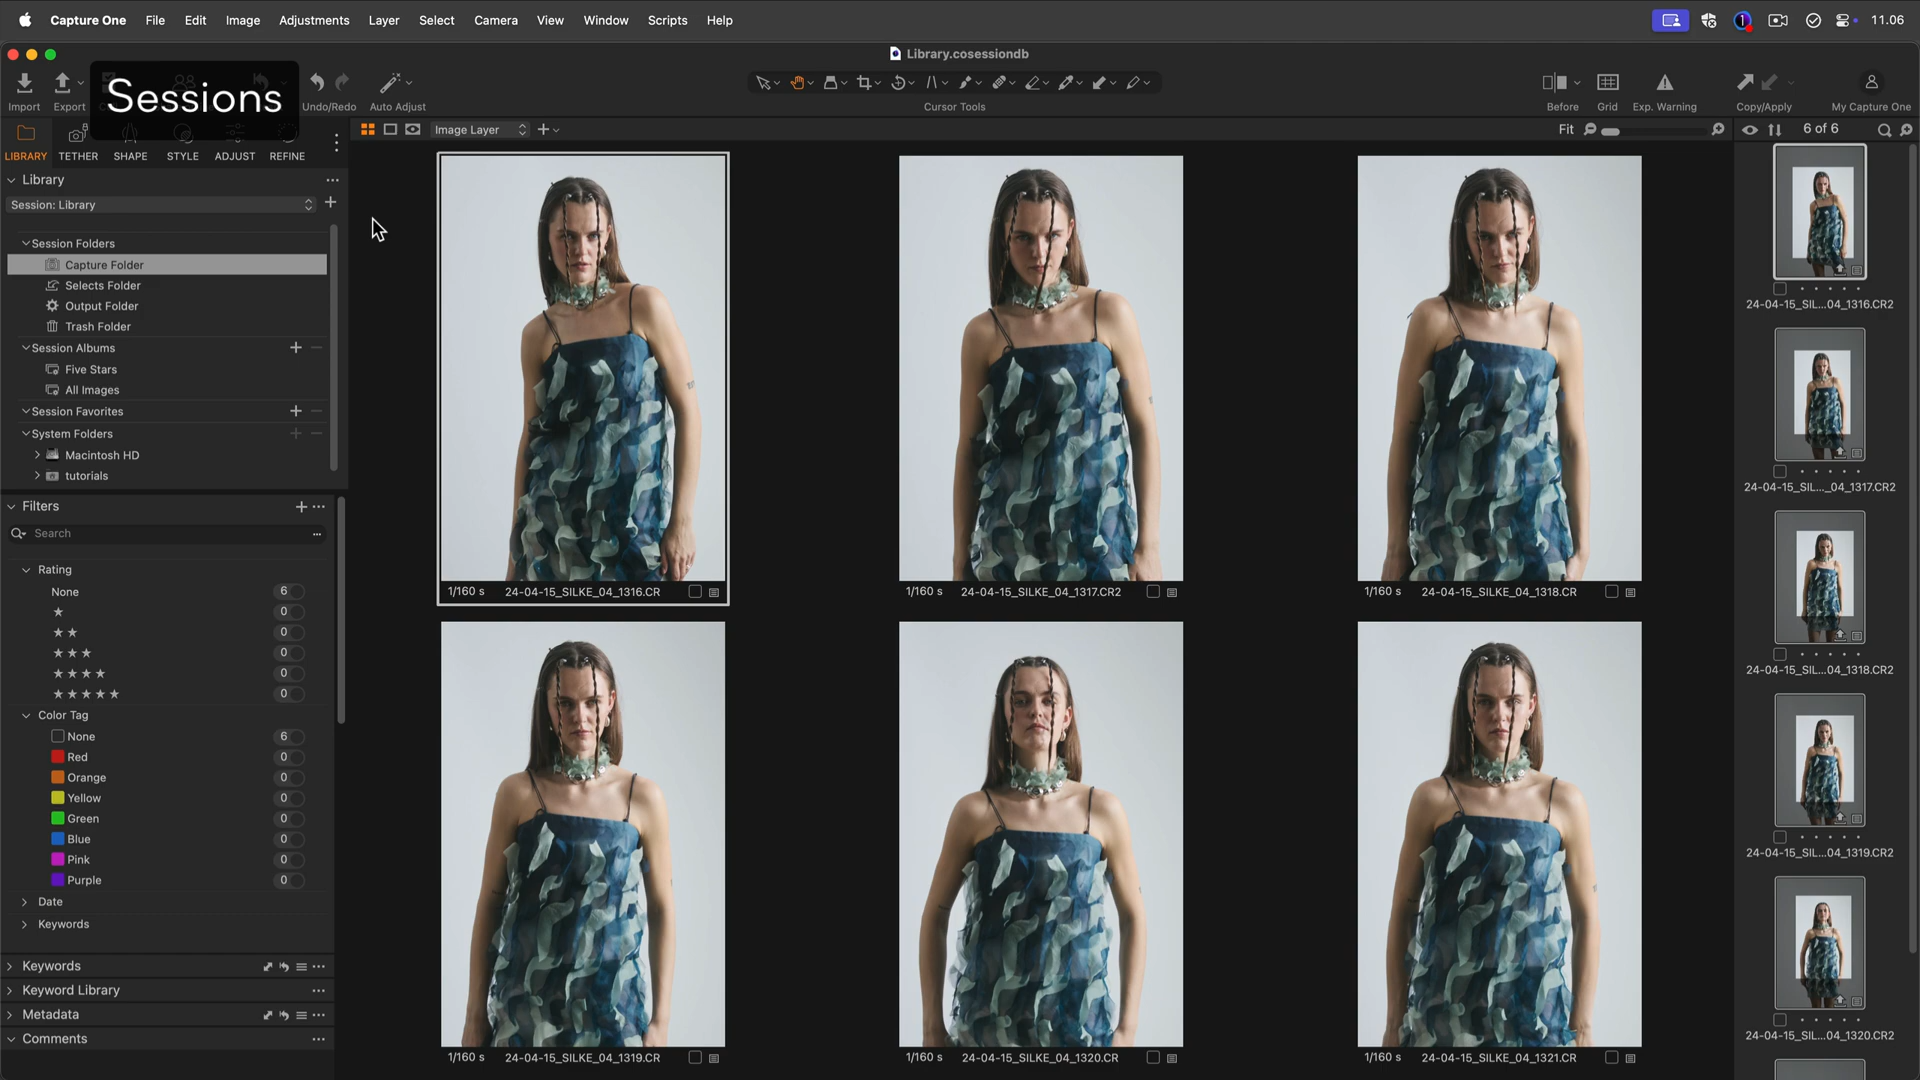 Capture One File Edit Image Adjustments Layer Select Camera View Window Scripts Help 11.06
Library.cosessiondb
Sessions
Import Export Undo/Redo Auto Adjust Cursor Tools Before Grid Exp. Warning Copy/Apply My Capture One
LIBRARY TETHER SHAPE STYLE ADJUST REFINE
Image Layer Fit 6 of 6
Library
Session: Library
Session Folders
Capture Folder
Selects Folder
Output Folder
Trash Folder
Session Albums
Five Stars
All Images
Session Favorites
System Folders
Macintosh HD
tutorials
Filters
Search
Rating
None 6
0
0
0
0
0
Color Tag
None 6
Red 0
Orange 0
Yellow 0
Green 0
Blue 0
Pink 0
Purple 0
Date
Keywords
Keywords
Keyword Library
Metadata
Comments
1/160 s 24-04-15_SILKE_04_1316.CR
1/160 s 24-04-15_SILKE_04_1317.CR2
1/160 s 24-04-15_SILKE_04_1318.CR
1/160 s 24-04-15_SILKE_04_1319.CR
1/160 s 24-04-15_SILKE_04_1320.CR
1/160 s 24-04-15_SILKE_04_1321.CR
24-04-15_SIL...04_1316.CR2
24-04-15_SIL..._04_1317.CR2
24-04-15_SIL...04_1318.CR2
24-04-15_SIL...04_1319.CR2
24-04-15_SIL...04_1320.CR2